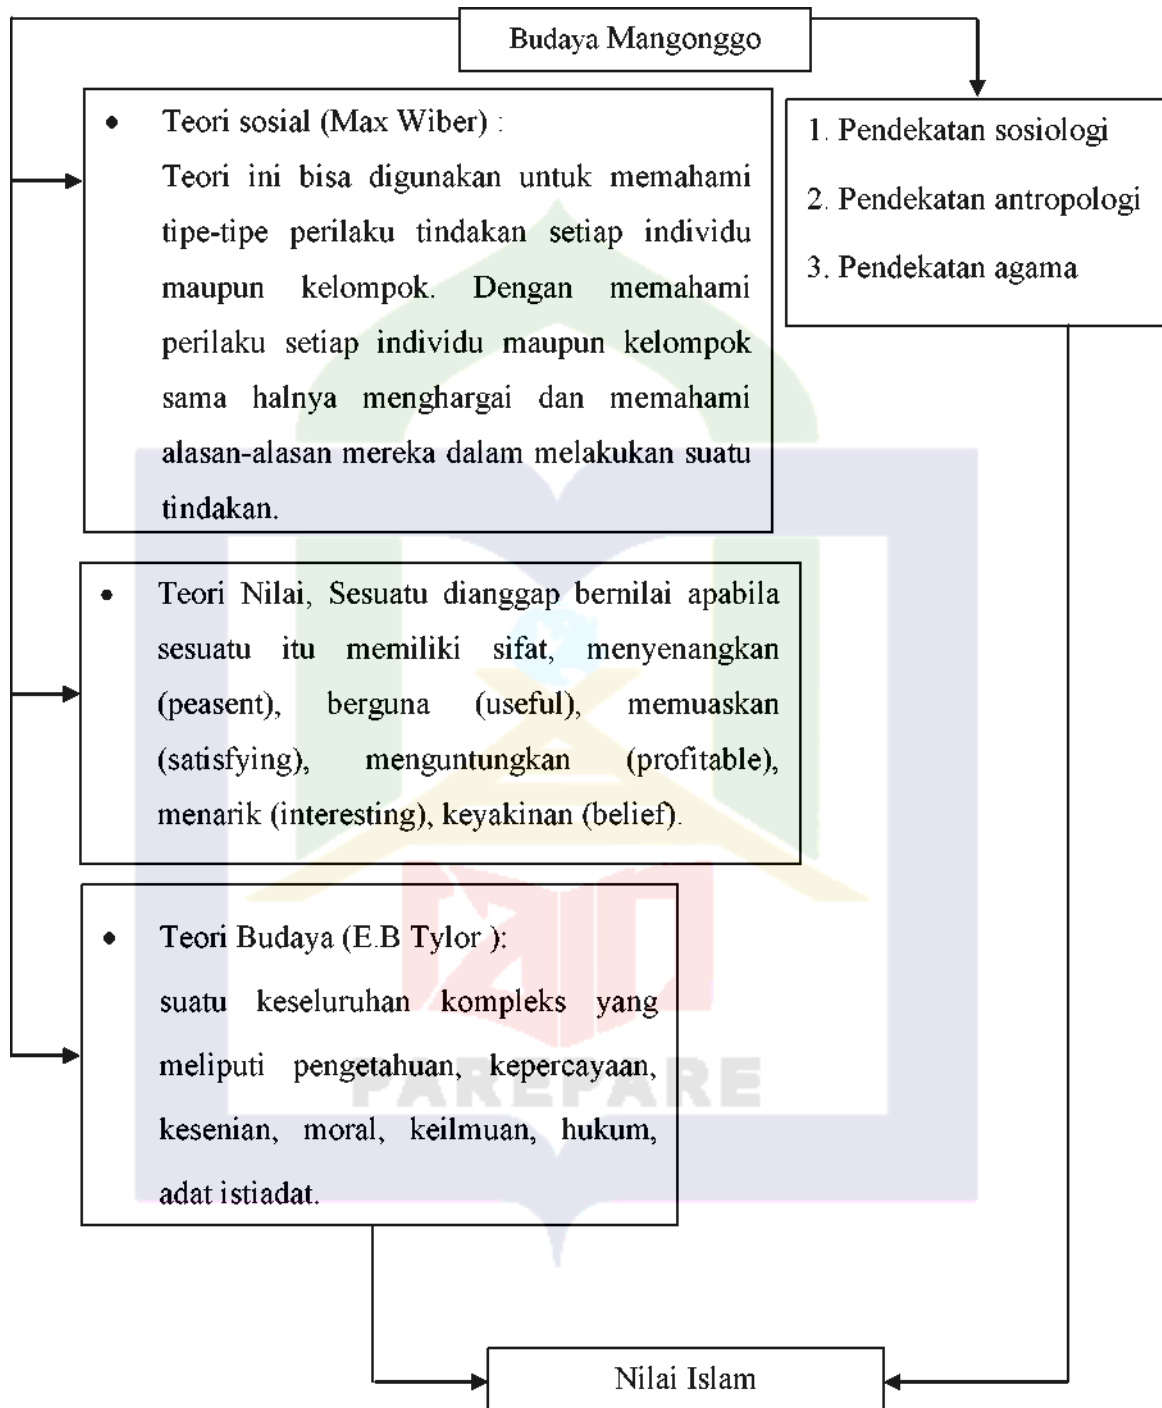 Budaya Mangonggo
• Teori sosial (Max Wiber) :
Teori ini bisa digunakan untuk memahami
tipe-tipe perilaku tindakan setiap individu
maupun kelompok. Dengan memahami
perilaku setiap individu maupun kelompok
sama halnya menghargai dan memahami
alasan-alasan mereka dalam melakukan suatu
tindakan.
1. Pendekatan sosiologi
2. Pendekatan antropologi
3. Pendekatan agama
• Teori Nilai, Sesuatu dianggap bernilai apabila
sesuatu itu memiliki sifat, menyenangkan
(peasent), berguna (useful), memuaskan
(satisfying), menguntungkan (profitable),
menarik (interesting), keyakinan (belief).
• Teori Budaya (E.B Tylor ):
suatu keseluruhan kompleks yang
meliputi pengetahuan, kepercayaan,
kesenian, moral, keilmuan, hukum,
adat istiadat.
PAREPARE
Nilai Islam